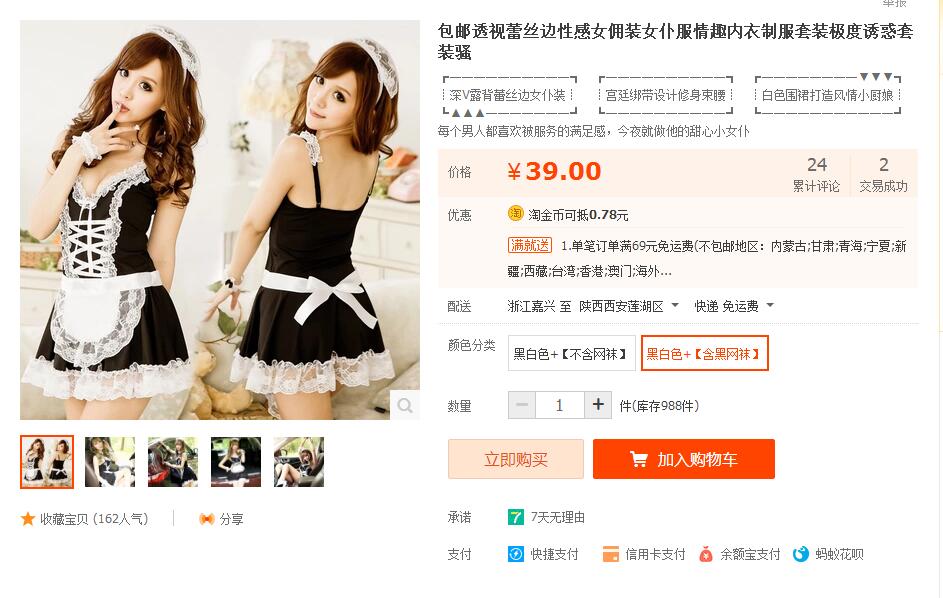 举报
包邮透视蕾丝边性感女佣装女仆服情趣内衣制服套装极度诱惑套
装骚
深V露背蕾丝边女仆装
宫廷绑带设计修身束腰
白色围裙打造风情小厨娘
每个男人都喜欢被服务的满足感，今夜就做他的甜心小女仆
价格 ¥39.00 24 2
累计评论 交易成功
优惠 淘 淘金币可抵0.78元
满就送 1.单笔订单满69元免运费(不包邮地区：内蒙古;甘肃;青海;宁夏;新
疆;西藏;台湾;香港;澳门;海外...
配送 浙江嘉兴 至 陕西西安莲湖区 快递 免运费
颜色分类 黑白色+【不含网袜】 黑白色+【含黑网袜】
数量 − 1 + 件(库存988件)
立即购买 加入购物车
收藏宝贝 (162人气) 分享
承诺 7 7天无理由
支付 快捷支付 信用卡支付 余额宝支付 蚂蚁花呗